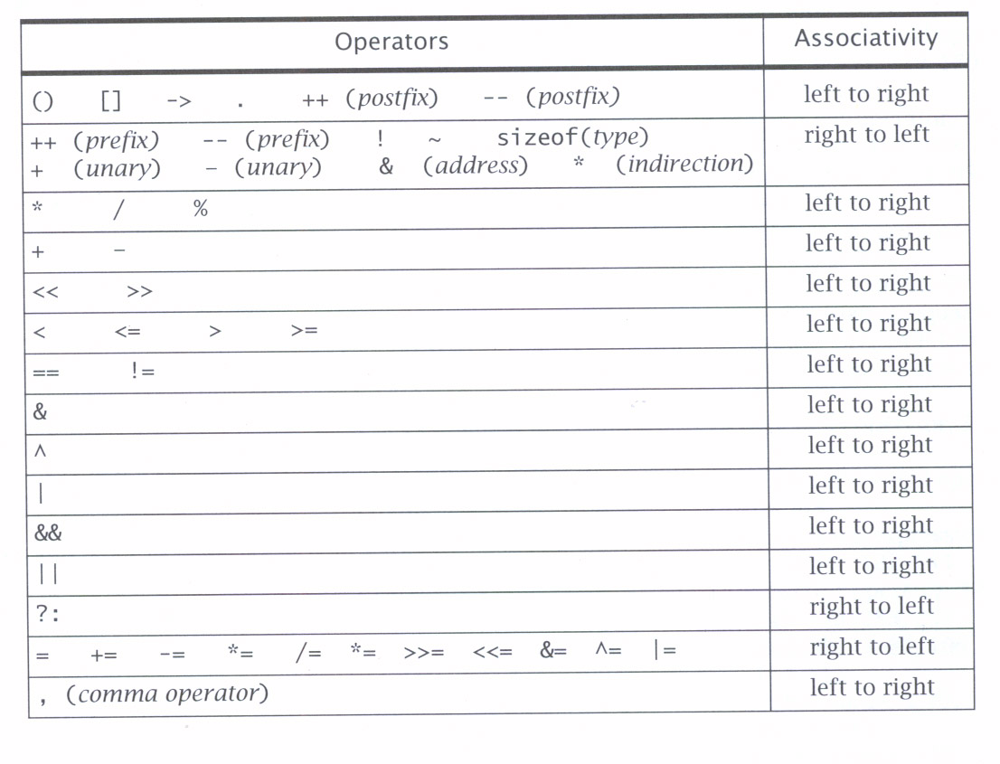 Operators Associativity
() [] -> . ++ (postfix) -- (postfix) left to right
++ (prefix) -- (prefix) ! ~ sizeof(type) right to left
+ (unary) - (unary) & (address) * (indirection)
* / % left to right
+ - left to right
<< >> left to right
< <= > >= left to right
== != left to right
& left to right
^ left to right
| left to right
&& left to right
|| left to right
?: right to left
= += -= *= /= *= >>= <<= &= ^= |= right to left
, (comma operator) left to right